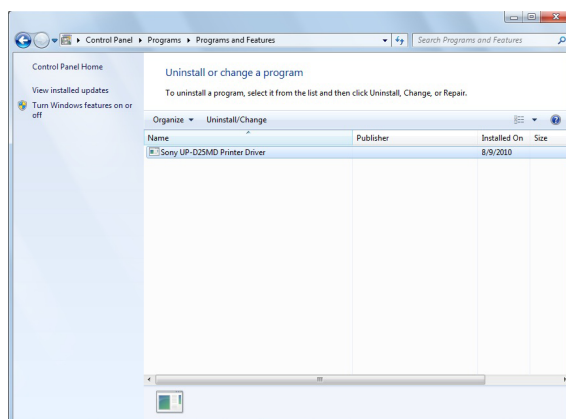 Control Panel Programs Programs and Features Search Programs and Features
Control Panel Home
View installed updates
Turn Windows features on or
off
Uninstall or change a program
To uninstall a program, select it from the list and then click Uninstall, Change, or Repair.
Organize Uninstall/Change
Name Publisher Installed On Size
Sony UP-D25MD Printer Driver 8/9/2010